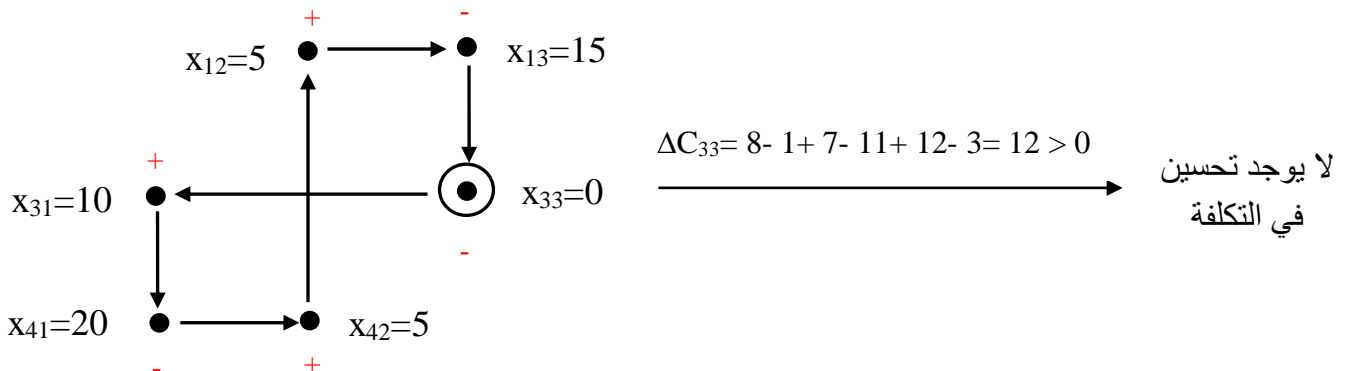 + -
x₁₂=5 x₁₃=15
ΔC₃₃= 8- 1+ 7- 11+ 12- 3= 12 > 0
لا يوجد تحسين
في التكلفة
+
x₃₁=10 x₃₃=0
-
x₄₁=20 x₄₂=5
- +